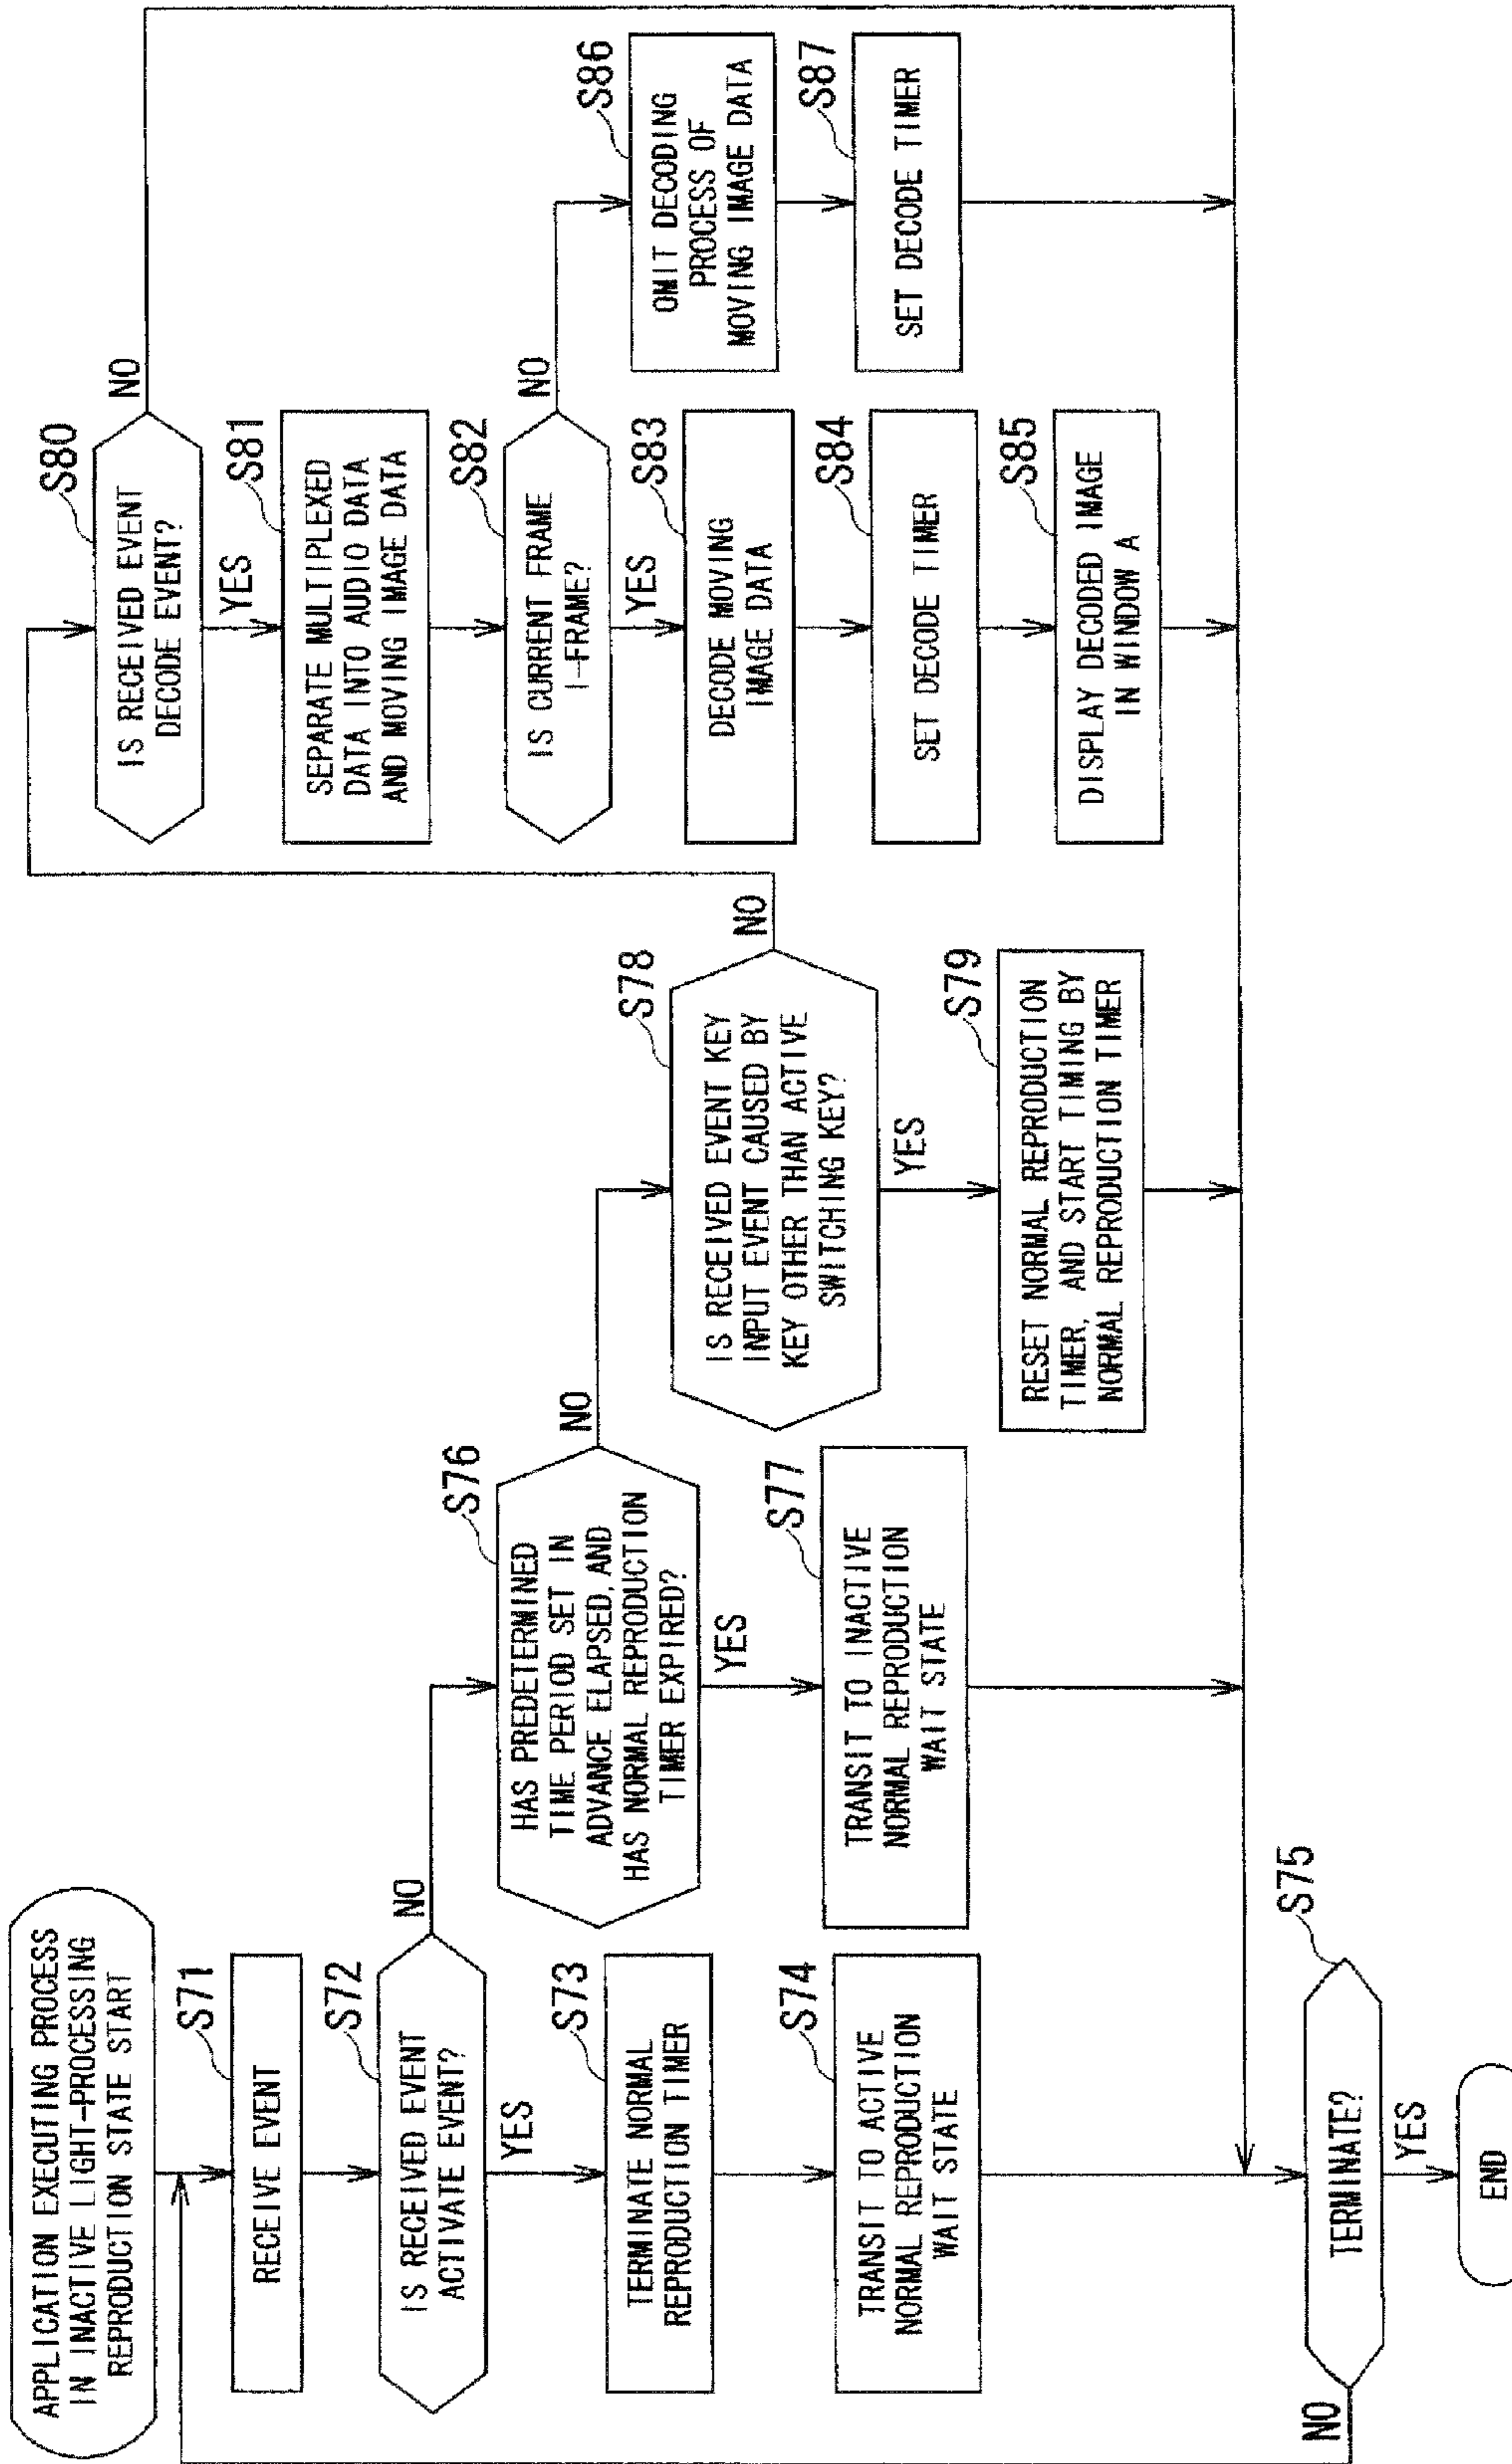 APPLICATION EXECUTING PROCESS
IN INACTIVE LIGHT-PROCESSING
REPRODUCTION STATE START
S71
RECEIVE EVENT
S72
IS RECEIVED EVENT
ACTIVATE EVENT?
NO
YES
S73
TERMINATE NORMAL
REPRODUCTION TIMER
S74
TRANSIT TO ACTIVE
NORMAL REPRODUCTION
WAIT STATE
S75
TERMINATE?
NO
YES
END
S76
HAS PREDETERMINED
TIME PERIOD SET IN
ADVANCE ELAPSED, AND
HAS NORMAL REPRODUCTION
TIMER EXPIRED?
NO
YES
S77
TRANSIT TO INACTIVE
NORMAL REPRODUCTION
WAIT STATE
S78
IS RECEIVED EVENT KEY
INPUT EVENT CAUSED BY
KEY OTHER THAN ACTIVE
SWITCHING KEY?
NO
YES
S79
RESET NORMAL REPRODUCTION
TIMER, AND START TIMING BY
NORMAL REPRODUCTION TIMER
S80
IS RECEIVED EVENT
DECODE EVENT?
NO
YES
S81
SEPARATE MULTIPLEXED
DATA INTO AUDIO DATA
AND MOVING IMAGE DATA
S82
IS CURRENT FRAME
I-FRAME?
NO
YES
S83
DECODE MOVING
IMAGE DATA
S84
SET DECODE TIMER
S85
DISPLAY DECODED IMAGE
IN WINDOW A
S86
OMIT DECODING
PROCESS OF
MOVING IMAGE DATA
S87
SET DECODE TIMER